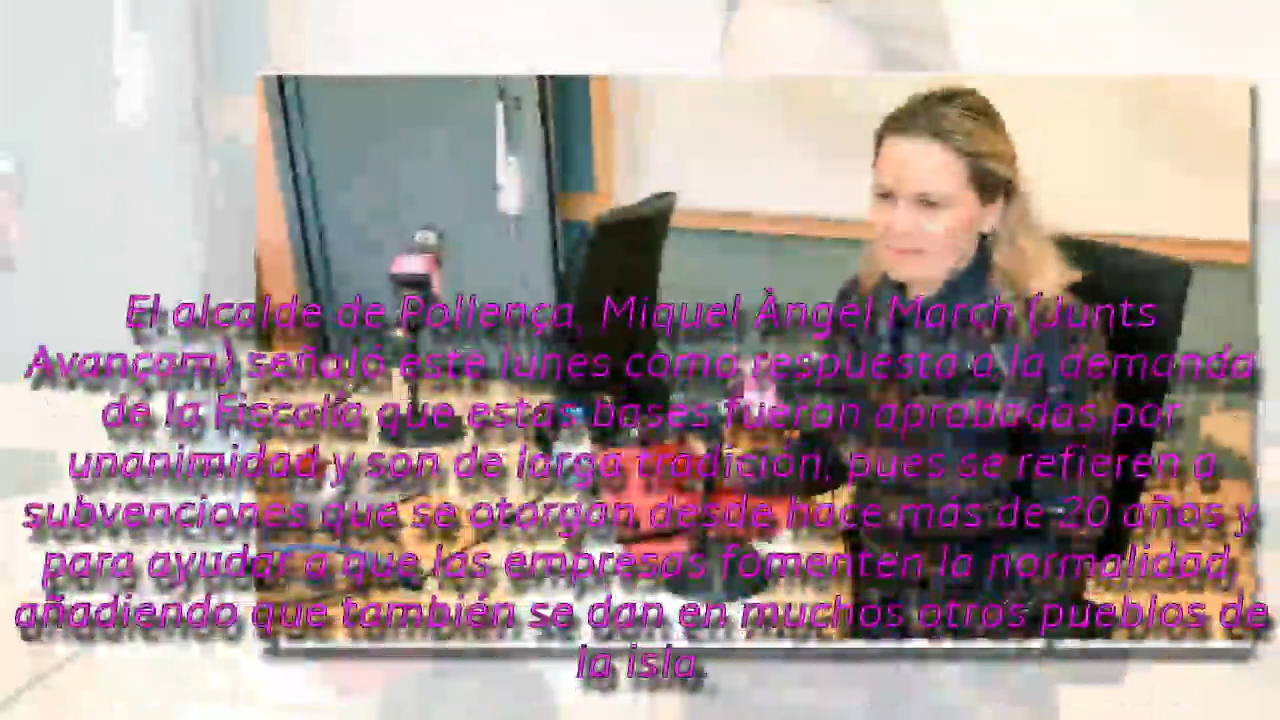 El alcalde de Pollença, Miquel Àngel March (Junts
Avançam) señaló este lunes como respuesta a la demanda
de la Fiscalía que estas bases fueron aprobadas por
unanimidad y son de larga tradición, pues se refieren a
subvenciones que se otorgan desde hace más de 20 años y
para ayudar a que las empresas fomenten la normalidad,
añadiendo que también se dan en muchos otros pueblos de
la isla.